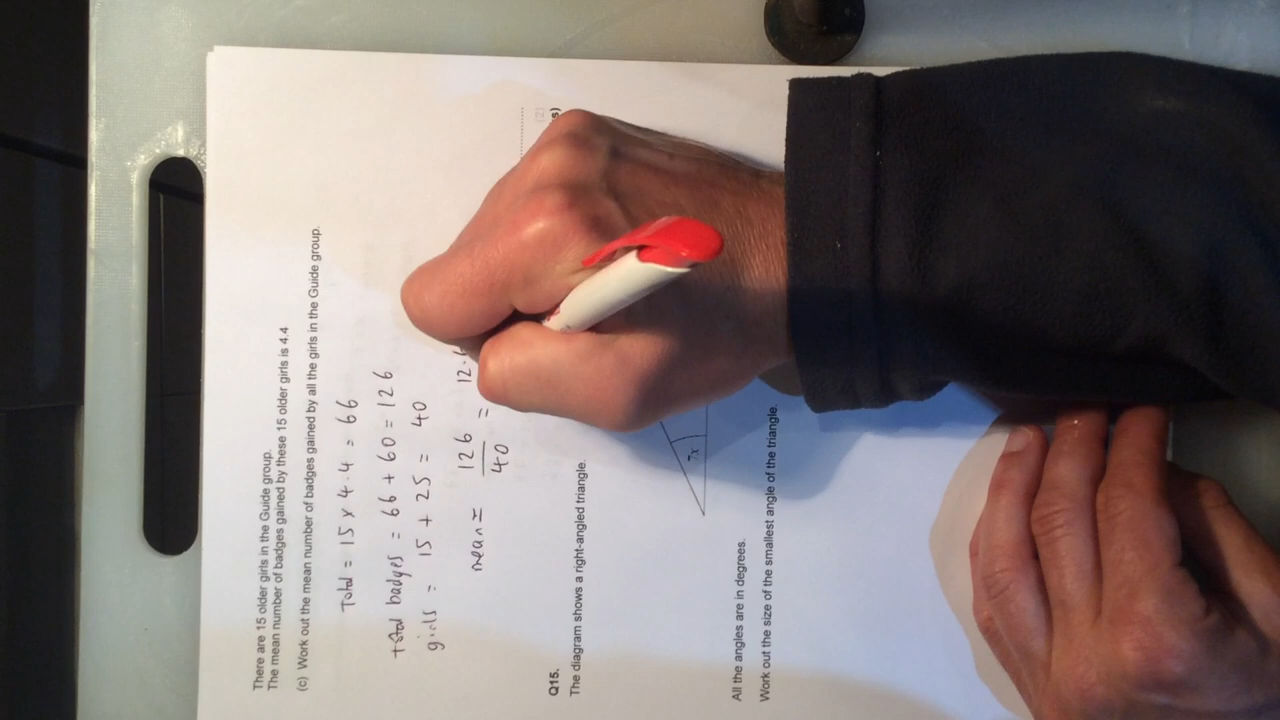 There are 15 older girls in the Guide group.
The mean number of badges gained by these 15 older girls is 4.4
(c) Work out the mean number of badges gained by all the girls in the Guide group.
Total = 15 x 4.4 = 66
total badges = 66 + 60 = 126
girls = 15 + 25 = 40
mean = 126
40
= 12.6
(2)
s)
Q15.
The diagram shows a right-angled triangle.
7x
All the angles are in degrees.
Work out the size of the smallest angle of the triangle.